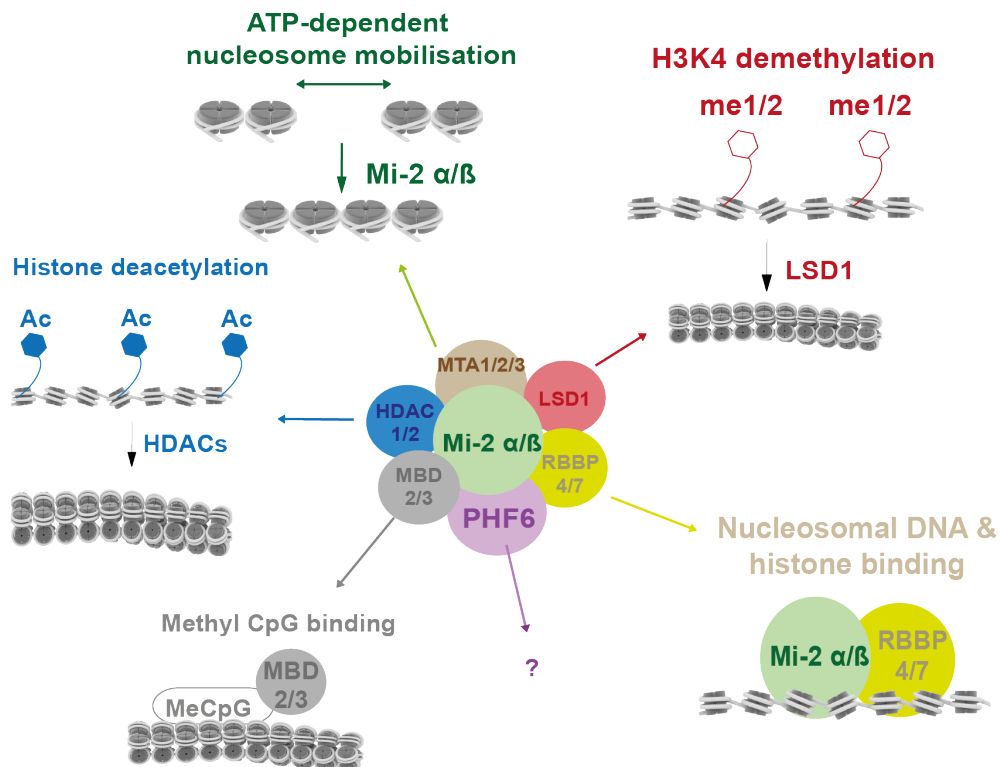 ATP-dependent
nucleosome mobilisation
Mi-2 α/ß
H3K4 demethylation
me1/2 me1/2
LSD1
Histone deacetylation
Ac Ac Ac
HDACs
MTA1/2/3
LSD1
HDAC
1/2
Mi-2 α/ß
RBBP
4/7
MBD
2/3
PHF6
Nucleosomal DNA &
histone binding
Mi-2 α/ß
RBBP
4/7
Methyl CpG binding
MBD
2/3
MeCpG
?